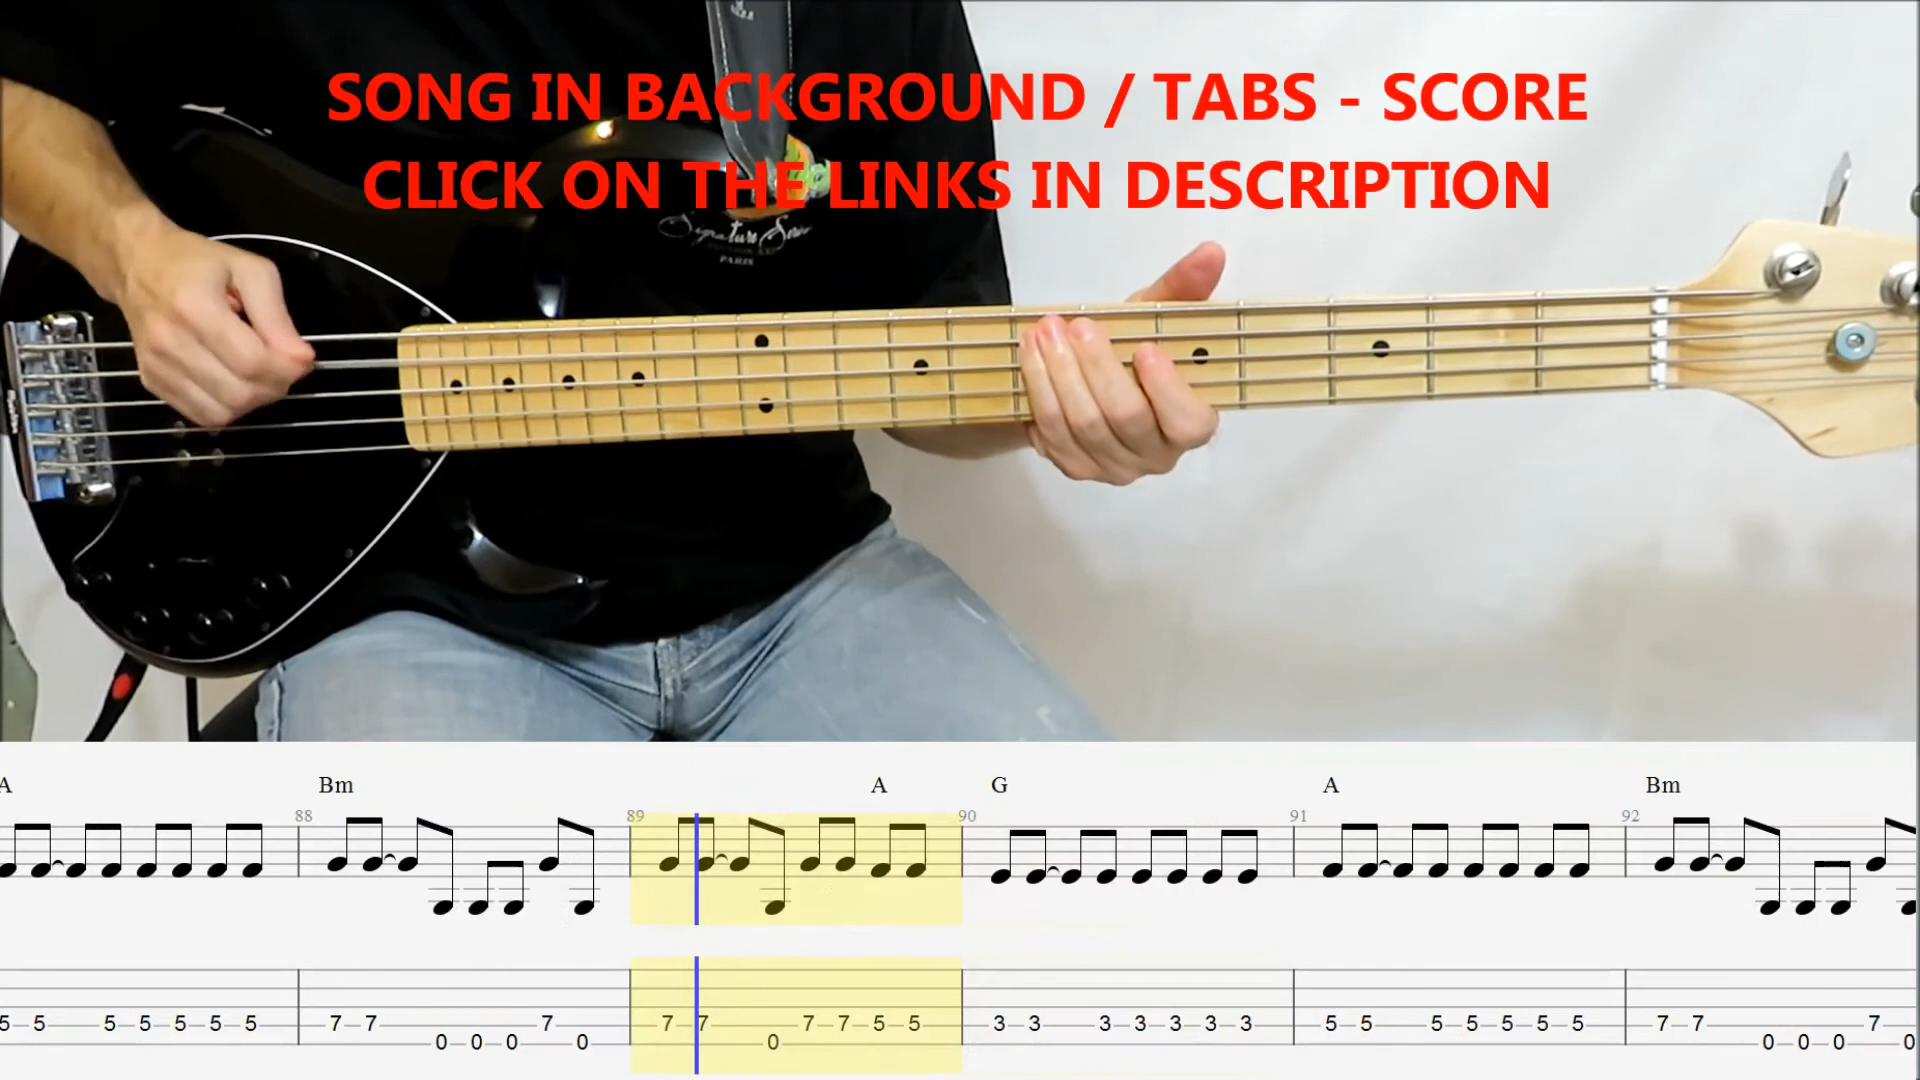 SONG IN BACKGROUND / TABS - SCORE
CLICK ON THE LINKS IN DESCRIPTION
Signature Series
PARIS
A Bm A G A Bm
88 89 90 91 92
5 5 5 5 5 5 5 7 7 7 7 7 7 7 5 5 3 3 3 3 3 3 3 5 5 5 5 5 5 5 7 7 7
0 0 0 0 0 0 0 0 0